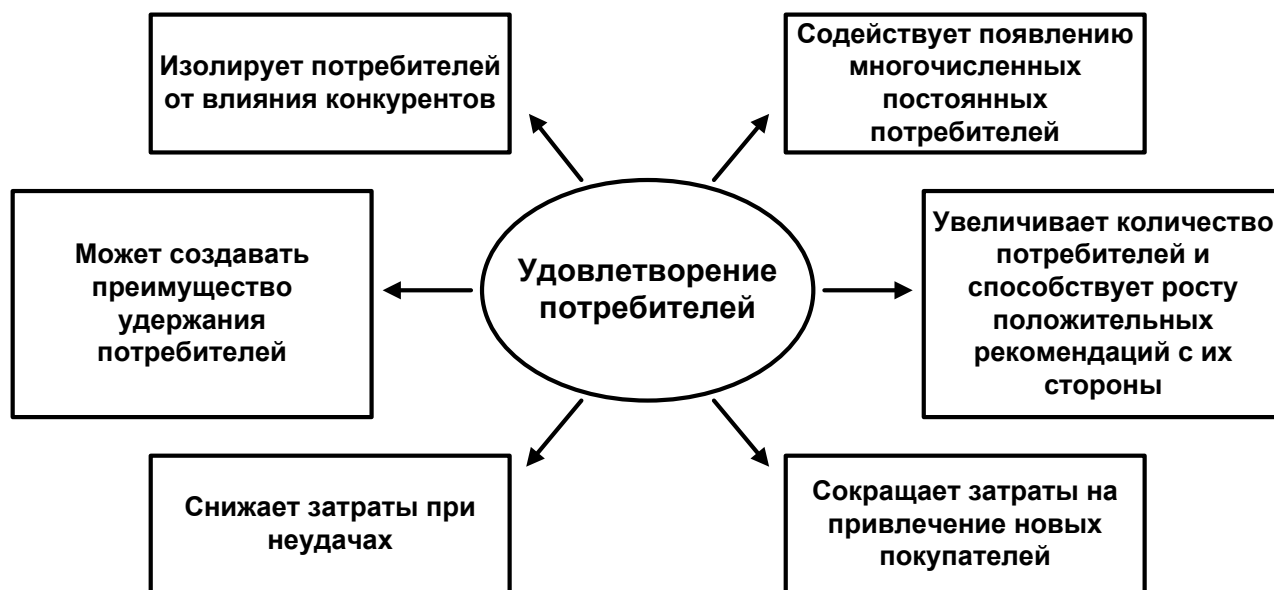 Изолирует потребителей
от влияния конкурентов
Содействует появлению
многочисленных
постоянных
потребителей
Может создавать
преимущество
удержания
потребителей
Удовлетворение
потребителей
Увеличивает количество
потребителей и
способствует росту
положительных
рекомендаций с их
стороны
Снижает затраты при
неудачах
Сокращает затраты на
привлечение новых
покупателей